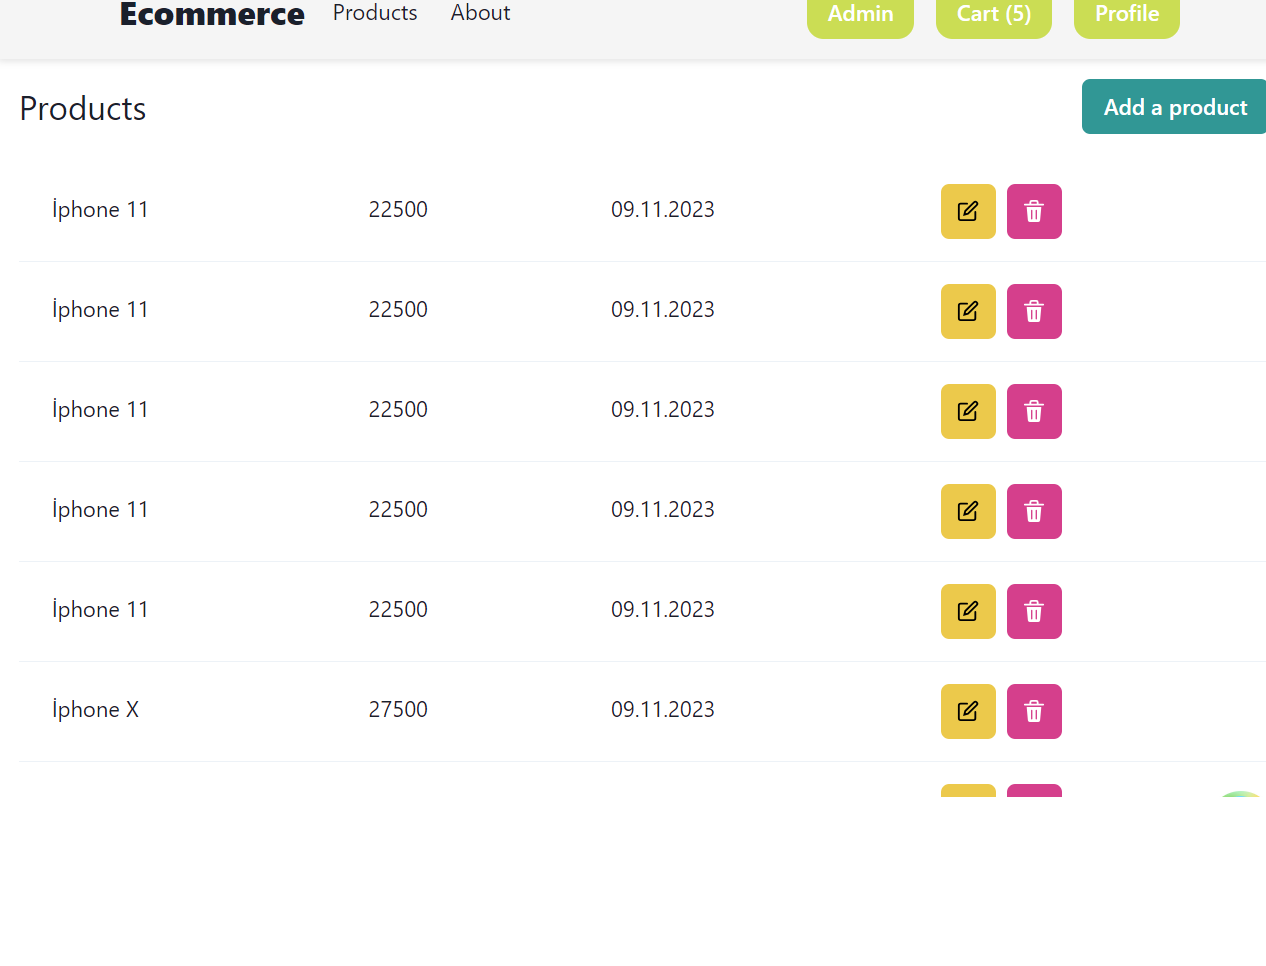 Ecommerce Products About Admin Cart (5) Profile
Products Add a product
İphone 11 22500 09.11.2023
İphone 11 22500 09.11.2023
İphone 11 22500 09.11.2023
İphone 11 22500 09.11.2023
İphone 11 22500 09.11.2023
İphone X 27500 09.11.2023